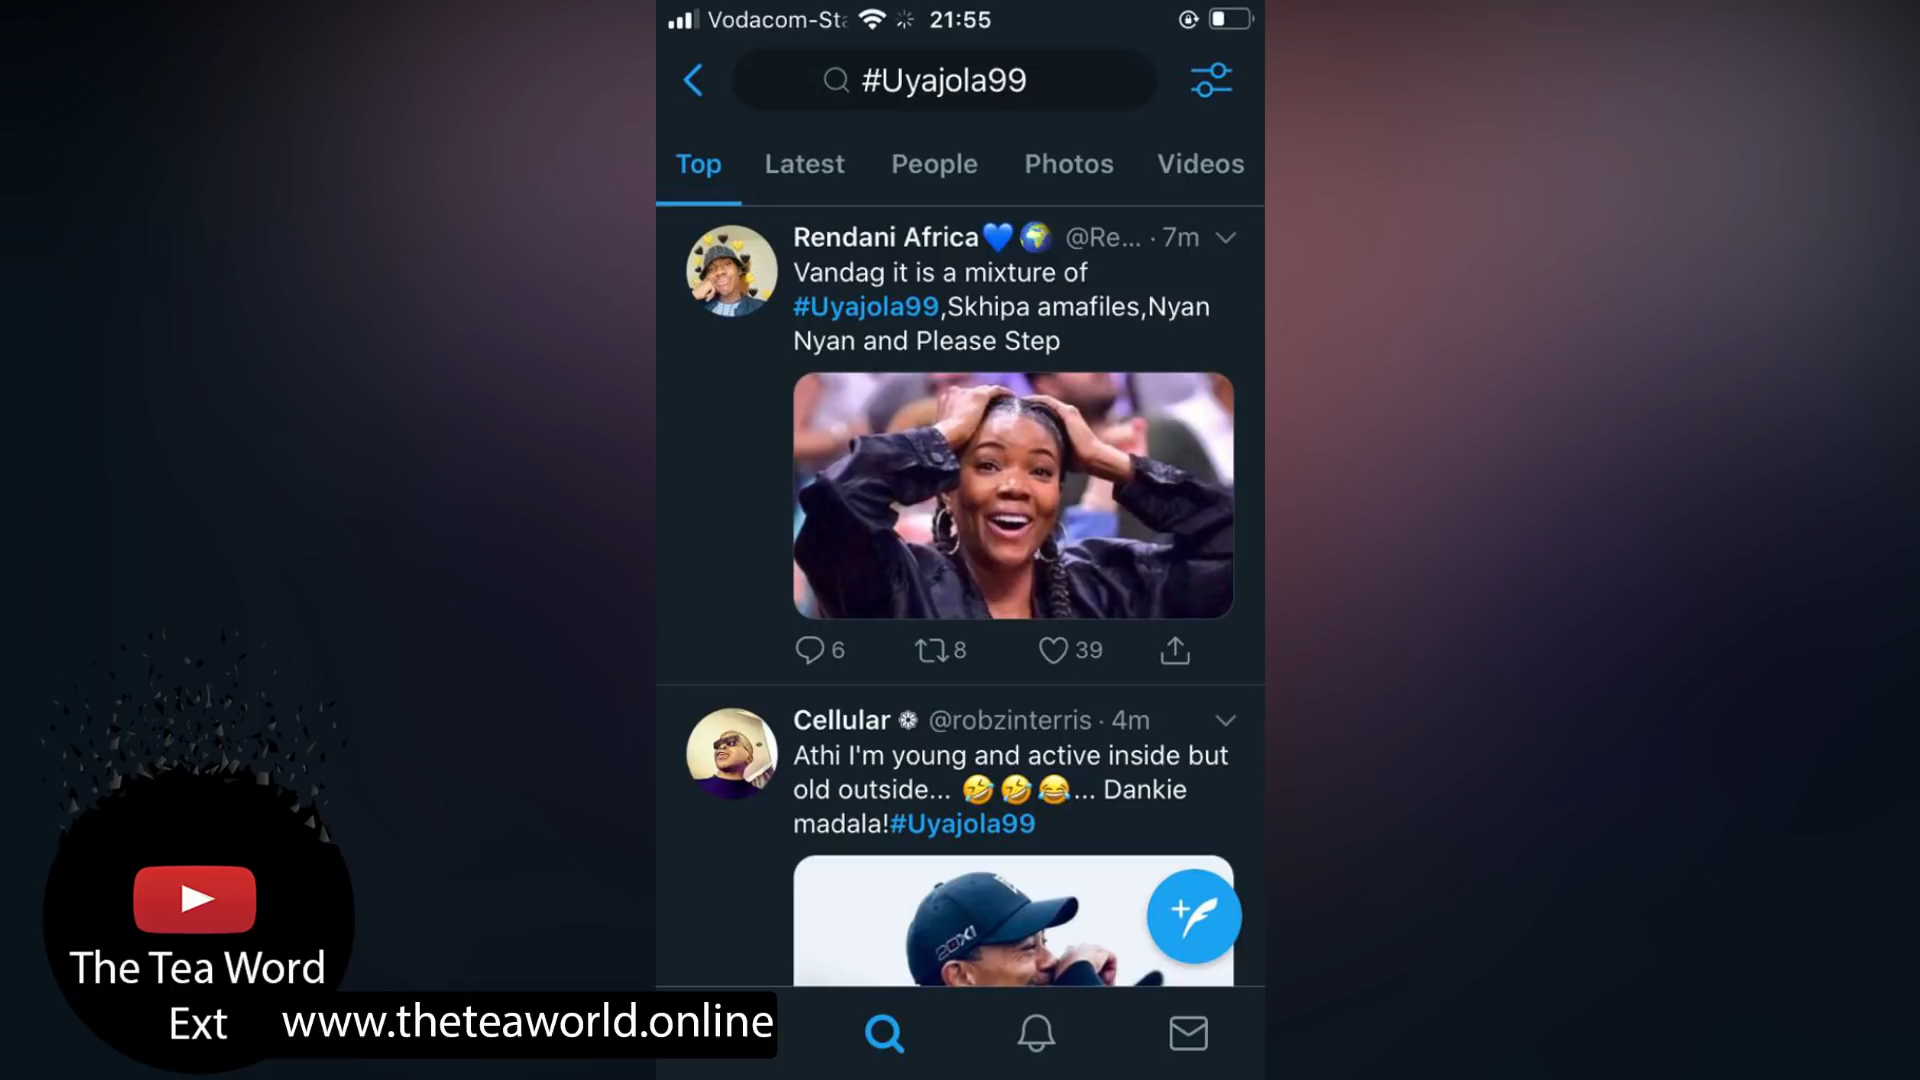 Vodacom-St
21:55
#Uyajola99
Top Latest People Photos Videos
Rendani Africa💙🌍 @Re... · 7m
Vandag it is a mixture of
#Uyajola99,Skhipa amafiles,Nyan
Nyan and Please Step
6 8 39
Cellular ❁ @robzinterris · 4m
Athi I'm young and active inside but
old outside... 🤣🤣😂... Dankie
madala!#Uyajola99
20XI
The Tea Word
Ext
www.theteaworld.online